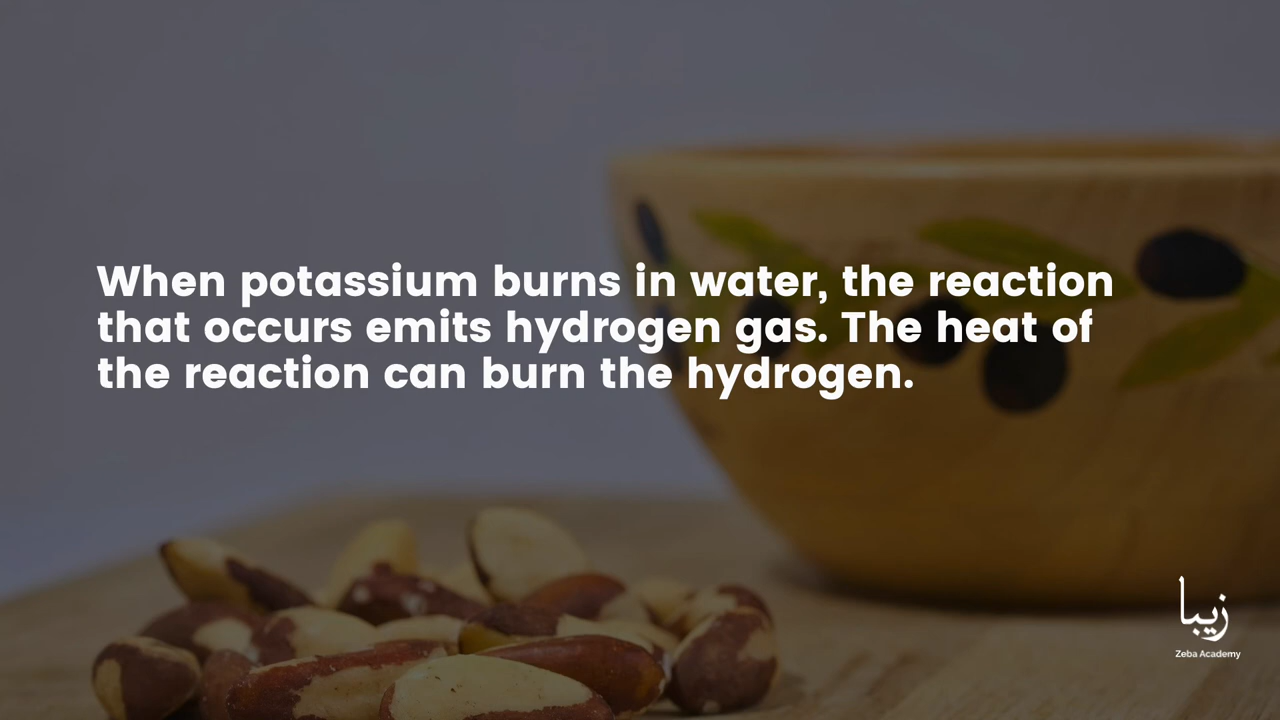 When potassium burns in water, the reaction
that occurs emits hydrogen gas. The heat of
the reaction can burn the hydrogen.
زیبا
Zeba Academy